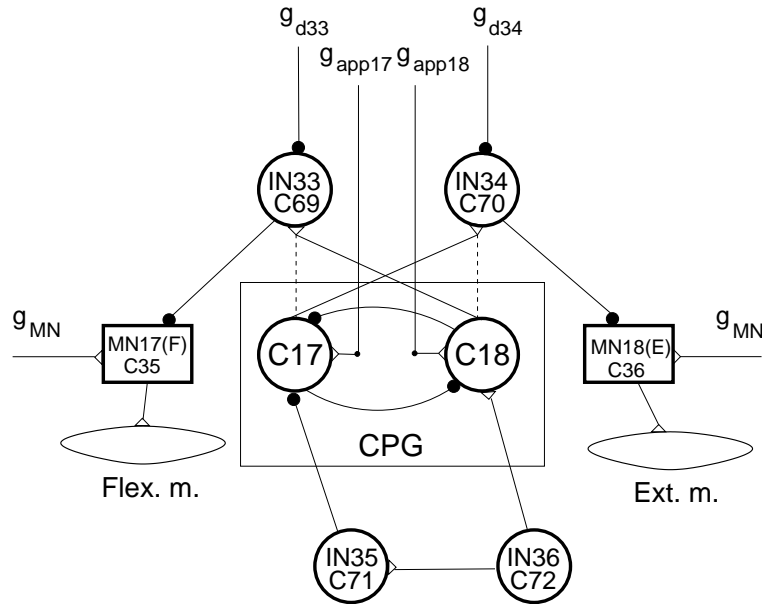 g_d33
g_d34
g_app17
g_app18
IN33
C69
IN34
C70
g_MN
MN17(F)
C35
C17
C18
MN18(E)
C36
g_MN
CPG
Flex. m.
Ext. m.
IN35
C71
IN36
C72